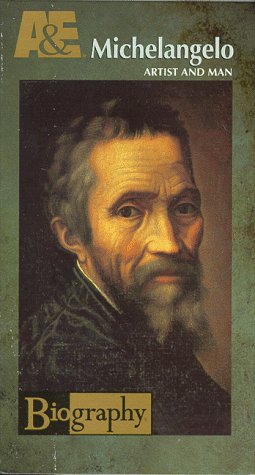 A&E
Michelangelo
ARTIST AND MAN
Biography